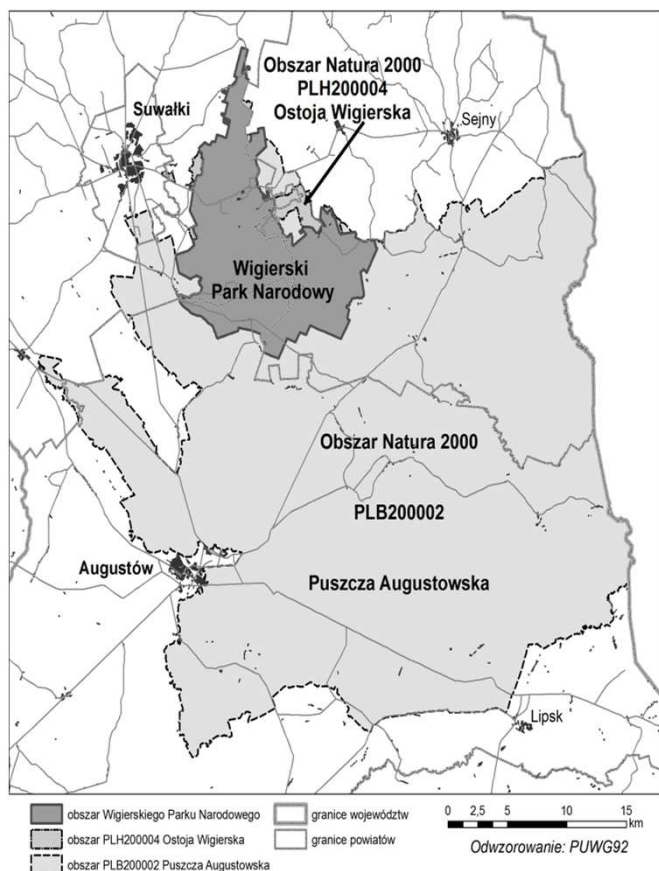 Obszar Natura 2000
PLH200004
Ostoja Wigierska
Suwałki
Sejny
Wigierski
Park Narodowy
Obszar Natura 2000
PLB200002
Augustów
Puszcza Augustowska
Lipsk
obszar Wigierskiego Parku Narodowego
obszar PLH200004 Ostoja Wigierska
obszar PLB200002 Puszcza Augustowska
granice województw
granice powiatów
0 2,5 5 10 15
km
Odwzorowanie: PUWG92